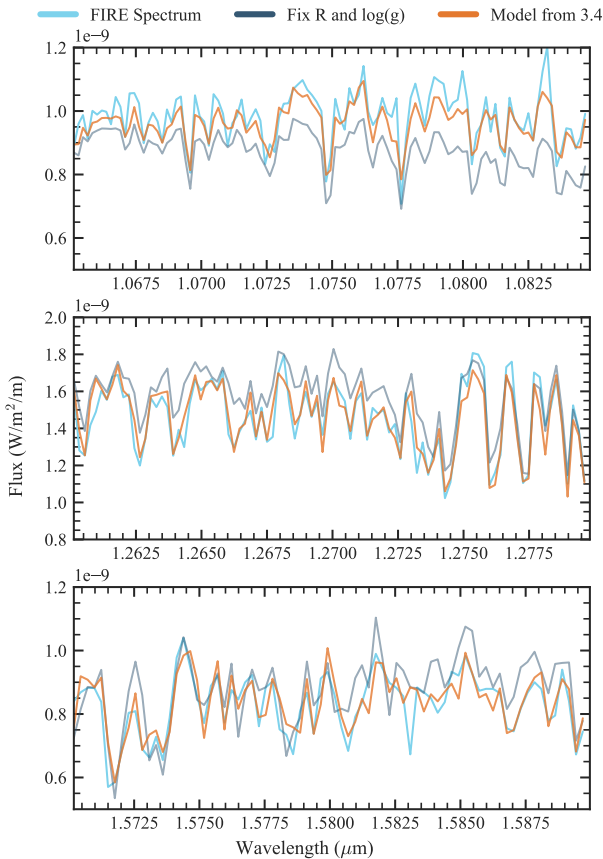 FIRE Spectrum Fix R and log(g) Model from 3.4
1e−9
1.2
1.0
0.8
0.6
1.0675 1.0700 1.0725 1.0750 1.0775 1.0800 1.0825
1e−9
2.0
1.8
1.6
1.4
1.2
1.0
0.8
1.2625 1.2650 1.2675 1.2700 1.2725 1.2750 1.2775
Flux (W/m²/m)
1e−9
1.2
1.0
0.8
0.6
1.5725 1.5750 1.5775 1.5800 1.5825 1.5850 1.5875
Wavelength (μm)